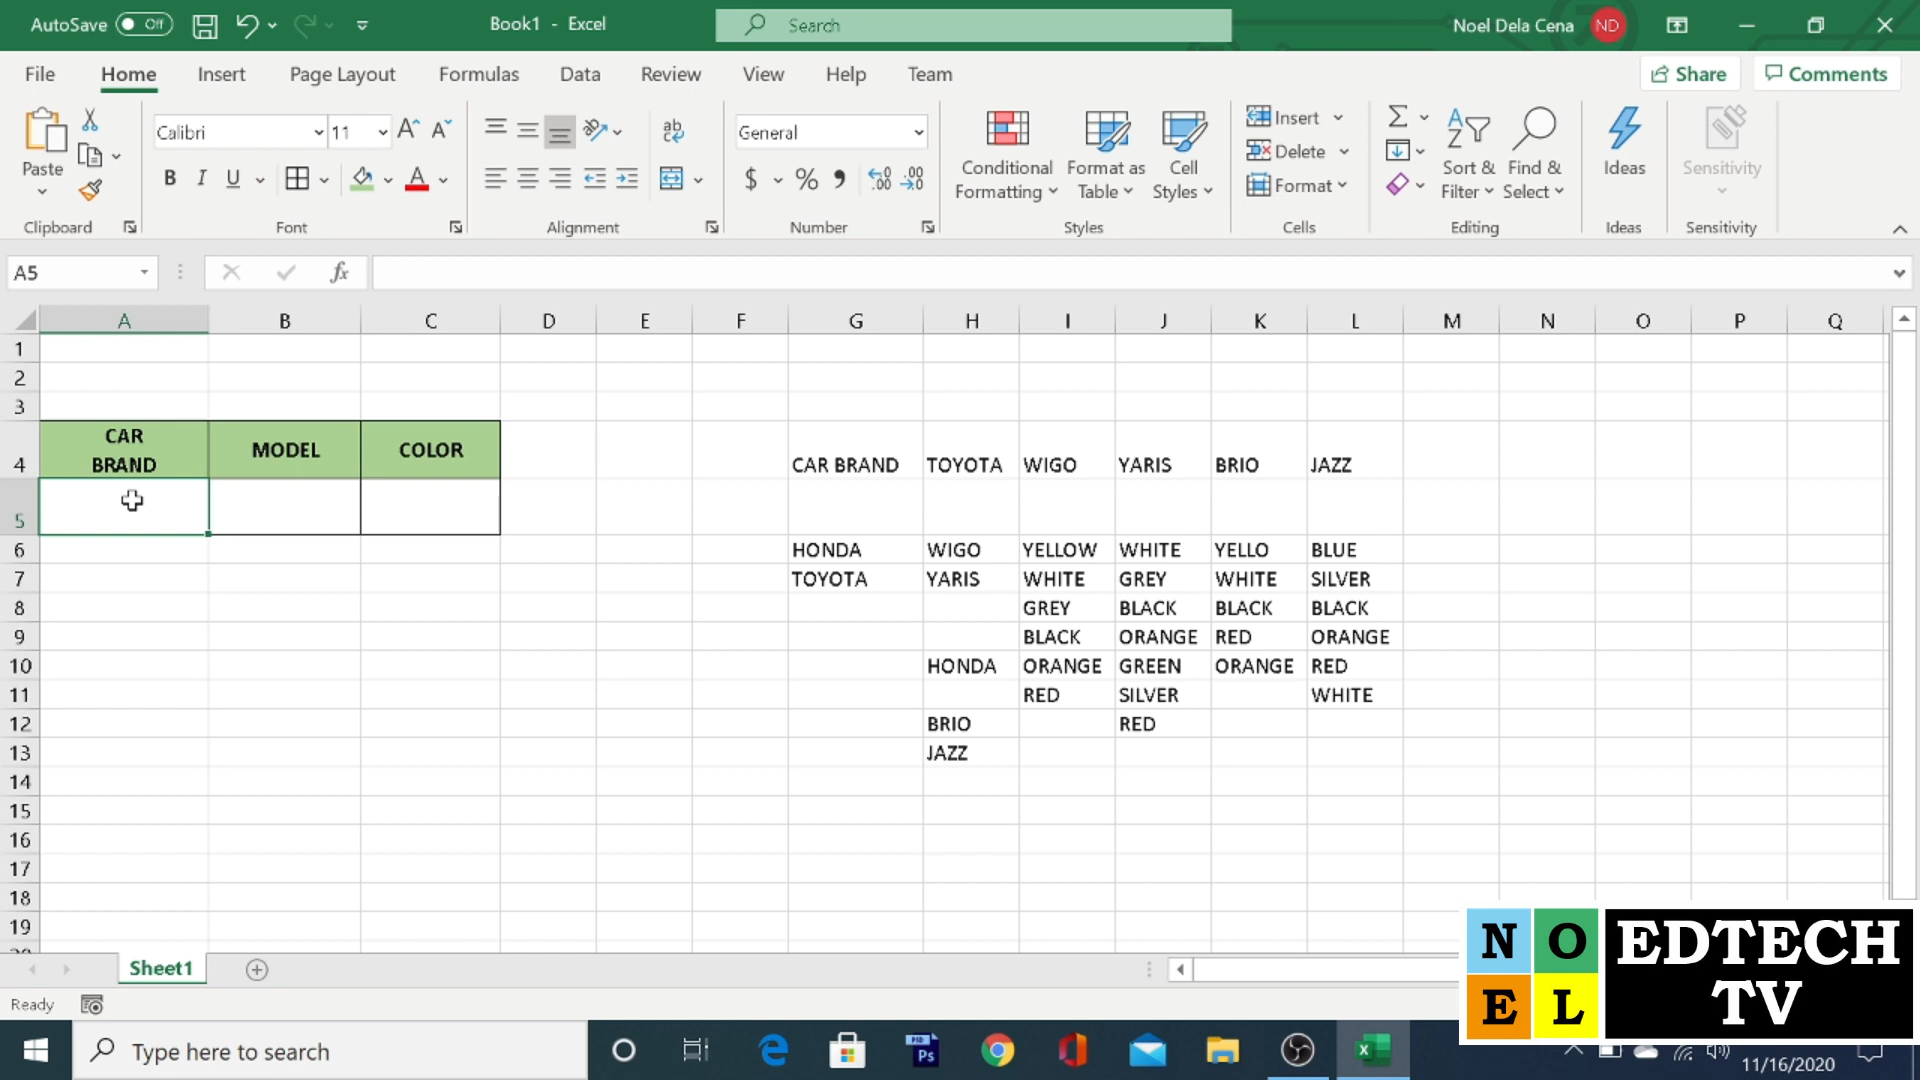 AutoSave Off Book1 - Excel Search Noel Dela Cena ND
File Home Insert Page Layout Formulas Data Review View Help Team Share Comments
Paste Calibri 11 General Conditional Formatting Format as Table Cell Styles Insert Delete Format Sort & Filter Find & Select Ideas Sensitivity
Clipboard Font Alignment Number Styles Cells Editing Ideas Sensitivity
A5 fx
A B C D E F G H I J K L M N O P Q
1
2
3
4 CAR BRAND MODEL COLOR CAR BRAND TOYOTA WIGO YARIS BRIO JAZZ
5
6 HONDA WIGO YELLOW WHITE YELLO BLUE
7 TOYOTA YARIS WHITE GREY WHITE SILVER
8 GREY BLACK BLACK BLACK
9 BLACK ORANGE RED ORANGE
10 HONDA ORANGE GREEN ORANGE RED
11 RED SILVER WHITE
12 BRIO RED
13 JAZZ
14
15
16
17
18
19
Sheet1
Ready
NOEL EDTECH TV
Type here to search
Ps
11/16/2020